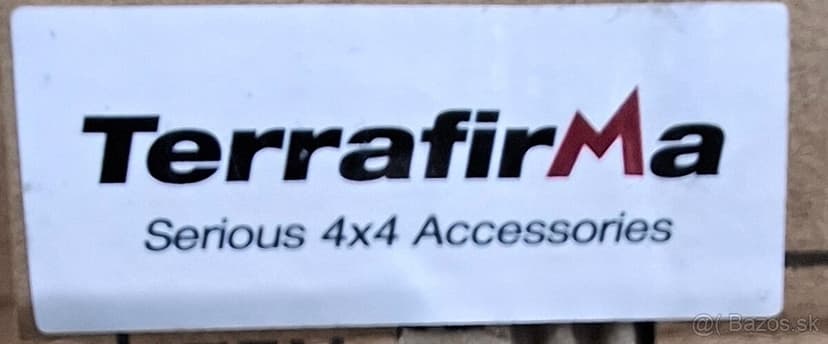 TerrafirMa
Serious 4x4 Accessories
@( Bazos.sk